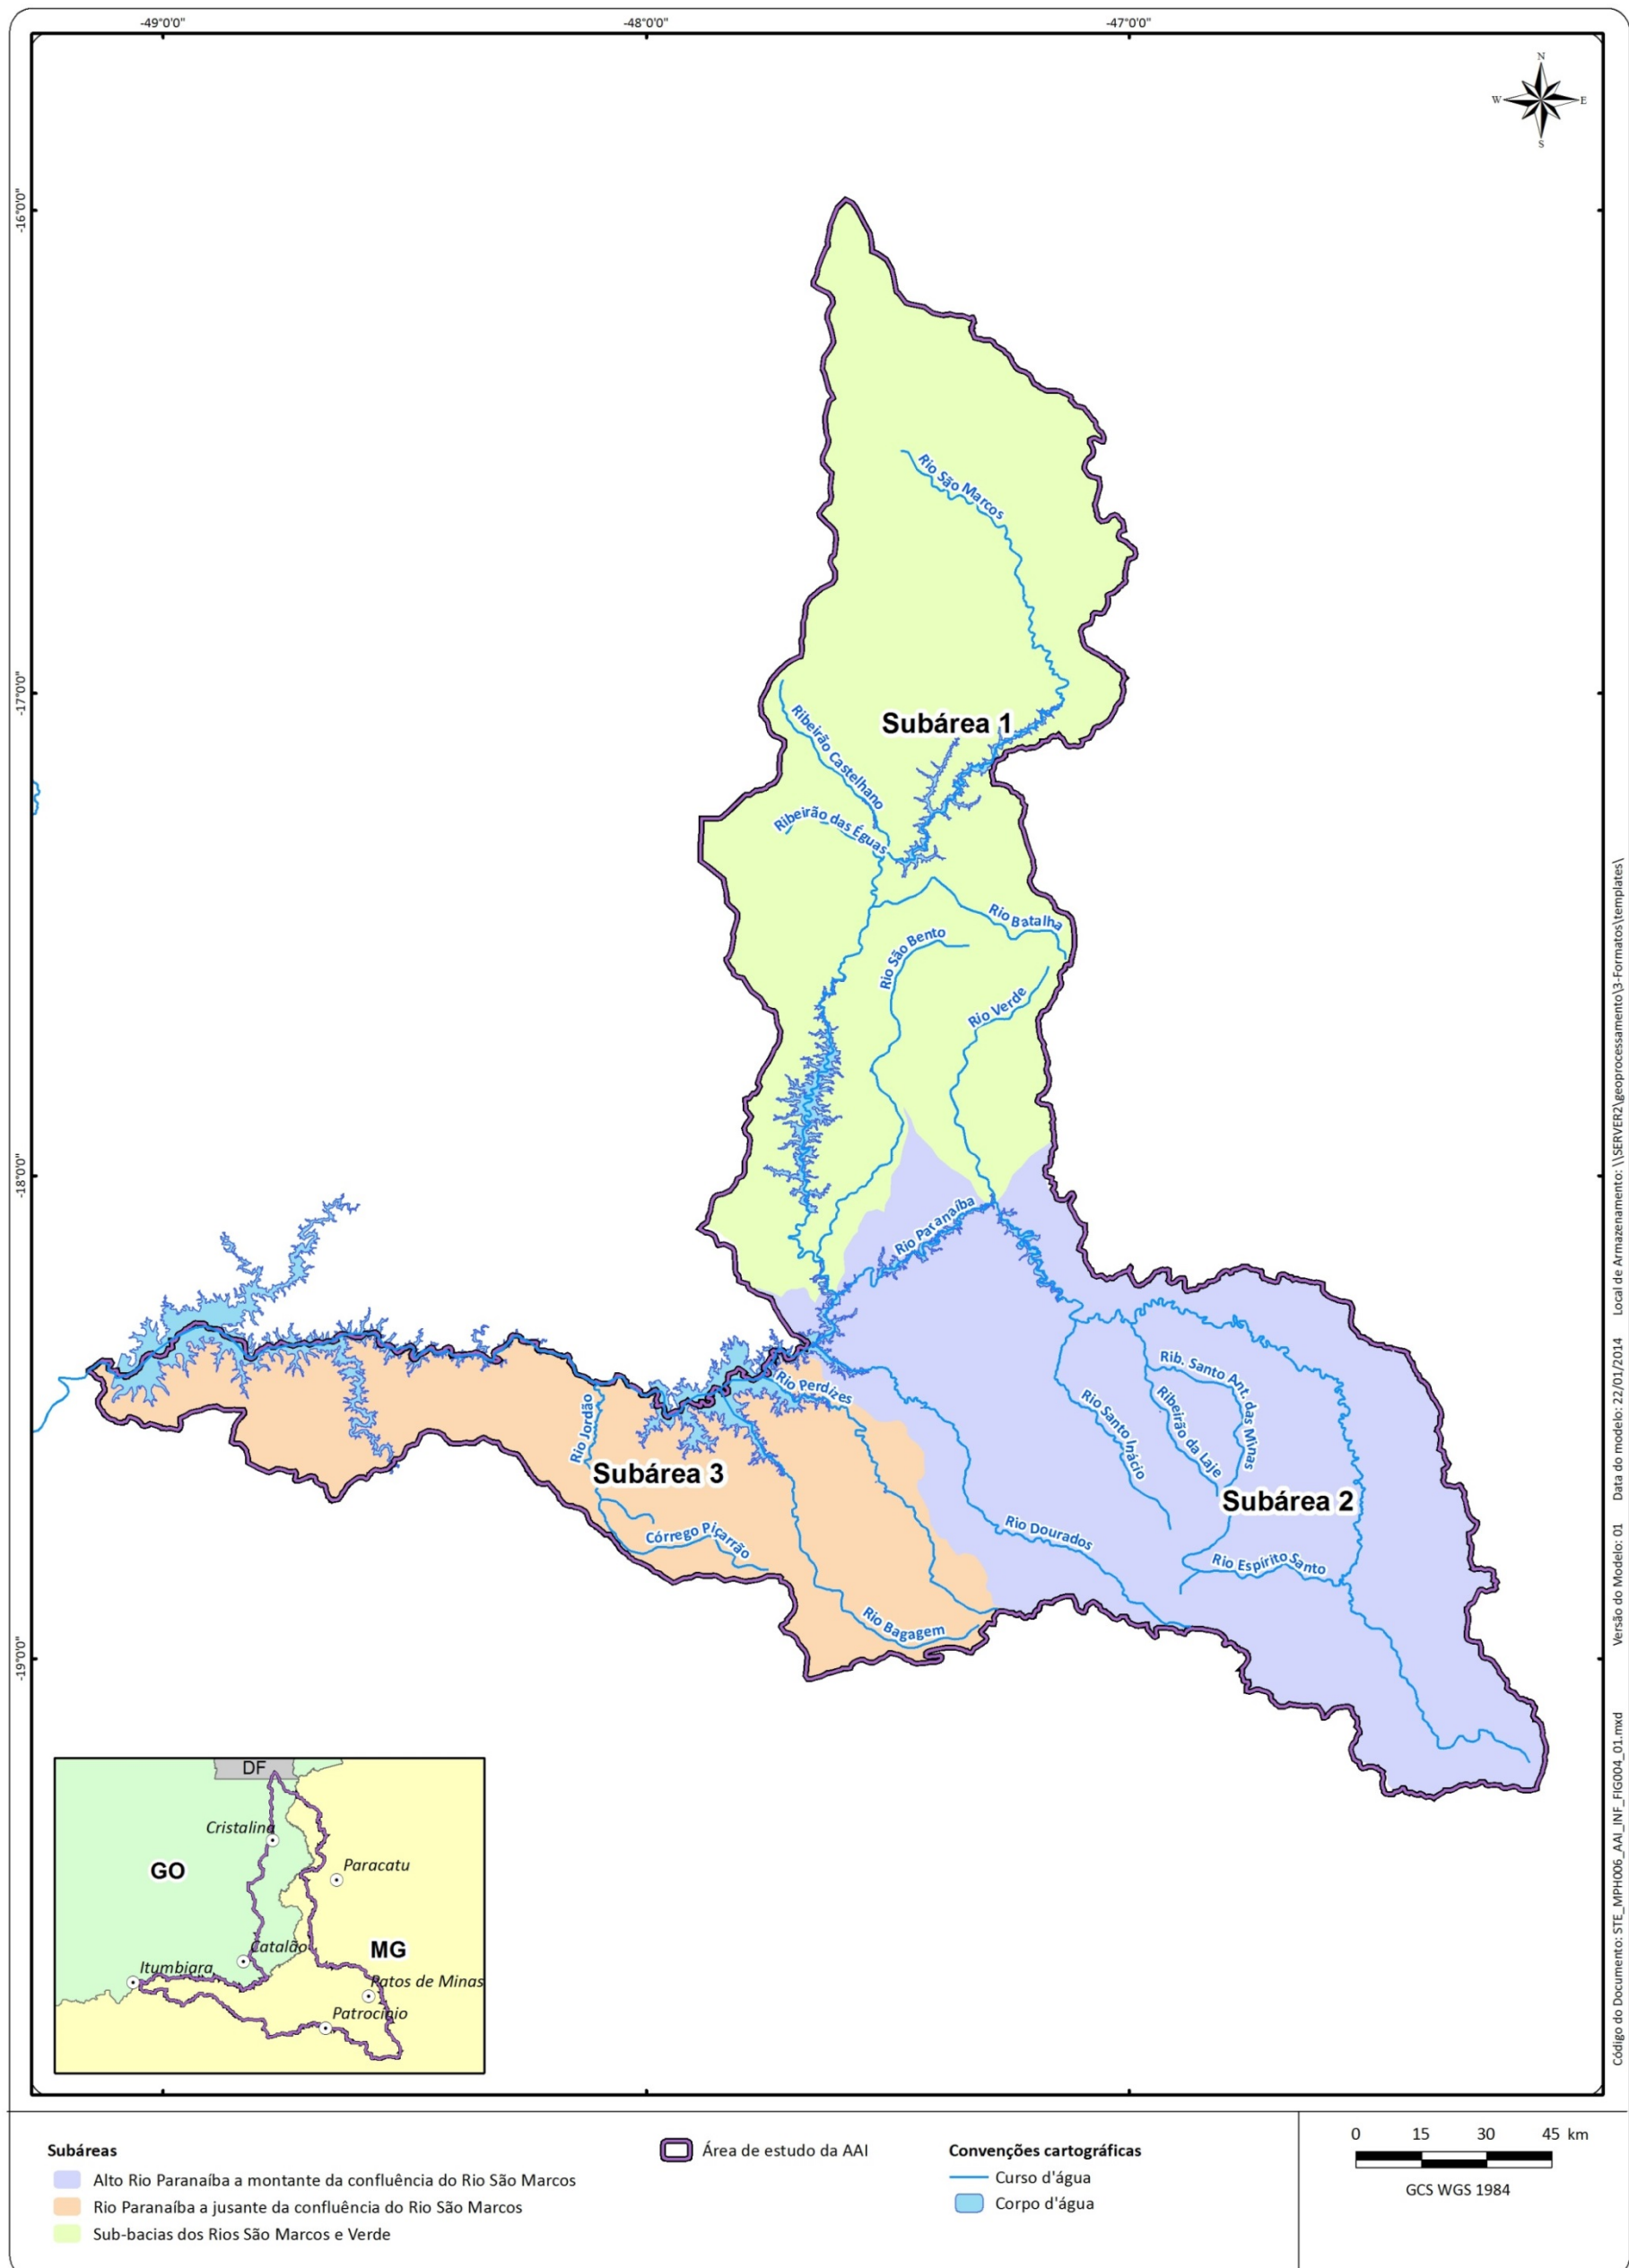 -49°0'0"
-48°0'0"
-47°0'0"
N
W
E
S
-16°0'0"
-17°0'0"
-18°0'0"
-19°0'0"
Rio São Marcos
Subárea 1
Ribeirão Castelhano
Ribeirão das Éguas
Rio Batalha
Rio São Bento
Rio Verde
Rio Paranaíba
Rio Perdizes
Rio Jordão
Subárea 3
Córrego Piçarrão
Rio Bagagem
Rio Dourados
Rio Santo Inácio
Rib. Santo Ant. das Minas
Ribeirão da Laje
Subárea 2
Rio Espírito Santo
DF
Cristalina
GO
Paracatu
Catalão
MG
Itumbiara
Patos de Minas
Patrocínio
Código do Documento: STE_MPH006_AAI_INF_FIG004_01.mxd
Versão do Modelo: 01
Data do modelo: 22/01/2014
Local de Armazenamento: \\SERVER2\geoprocessamento\3-Formatos\templates\
Subáreas
Alto Rio Paranaíba a montante da confluência do Rio São Marcos
Rio Paranaíba a jusante da confluência do Rio São Marcos
Sub-bacias dos Rios São Marcos e Verde
Área de estudo da AAI
Convenções cartográficas
Curso d'água
Corpo d'água
0 15 30 45 km
GCS WGS 1984